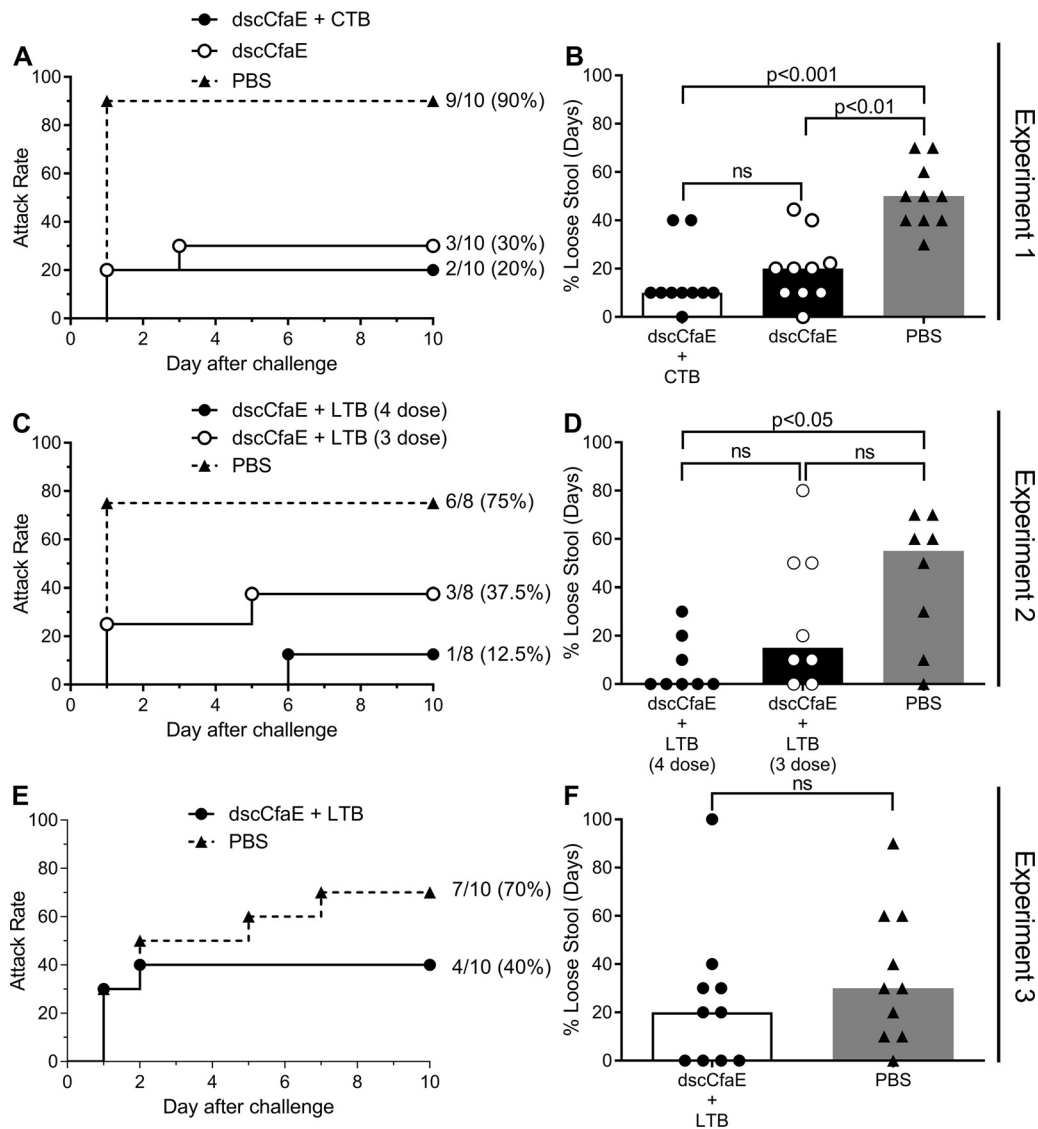 dscCfaE + CTB
dscCfaE
PBS
A
Attack Rate
100
80
60
40
20
0
9/10 (90%)
3/10 (30%)
2/10 (20%)
0 2 4 6 8 10
Day after challenge
B
% Loose Stool (Days)
100
80
60
40
20
0
p<0.001
p<0.01
ns
dscCfaE
+
CTB
dscCfaE
PBS
Experiment 1
dscCfaE + LTB (4 dose)
dscCfaE + LTB (3 dose)
PBS
C
Attack Rate
100
80
60
40
20
0
6/8 (75%)
3/8 (37.5%)
1/8 (12.5%)
0 2 4 6 8 10
Day after challenge
D
% Loose Stool (Days)
100
80
60
40
20
0
p<0.05
ns ns
dscCfaE
+
LTB
(4 dose)
dscCfaE
+
LTB
(3 dose)
PBS
Experiment 2
E
dscCfaE + LTB
PBS
Attack Rate
100
80
60
40
20
0
7/10 (70%)
4/10 (40%)
0 2 4 6 8 10
Day after challenge
F
% Loose Stool (Days)
100
80
60
40
20
0
ns
dscCfaE
+
LTB
PBS
Experiment 3